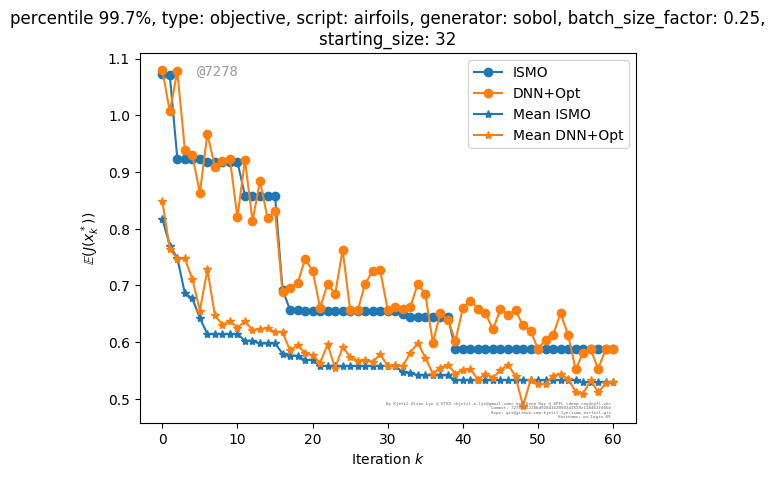 percentile 99.7%, type: objective, script: airfoils, generator: sobol, batch_size_factor: 0.25,
starting_size: 32
@7278
ISMO
DNN+Opt
Mean ISMO
Mean DNN+Opt
1.1
1.0
0.9
0.8
0.7
0.6
0.5
𝔼(J(x*k))
0
10
20
30
40
50
60
Iteration k